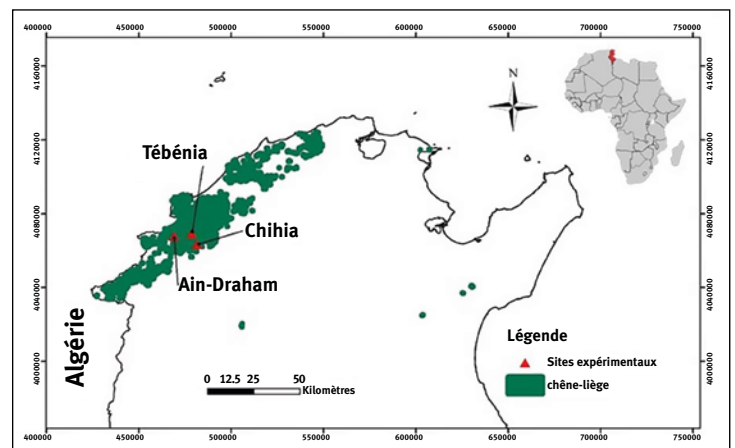 400000 450000 500000 550000 600000 650000 700000 750000
4160000 4160000
N
4120000 4120000
Tébénia
4080000 4080000
Chihia
Ain-Draham
4040000 4040000
Algérie
Légende
Sites expérimentaux
4000000 4000000
0 12.5 25 50
Kilomètres
chêne-liège
400000 450000 500000 550000 600000 650000 700000 750000